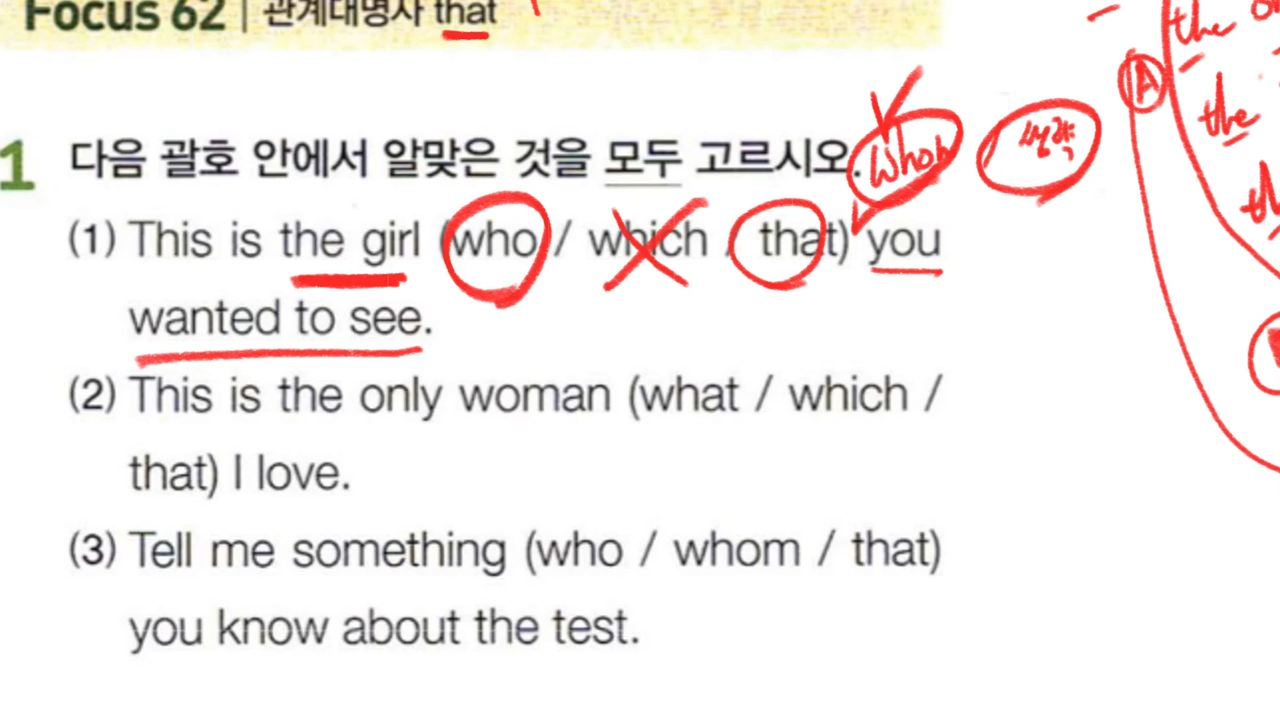 Focus 62 | 관계대명사 that
the
A
the
1 다음 괄호 안에서 알맞은 것을 모두 고르시오.
whom 생략
(1) This is the girl (who / which / that) you
wanted to see.
(2) This is the only woman (what / which /
that) I love.
(3) Tell me something (who / whom / that)
you know about the test.